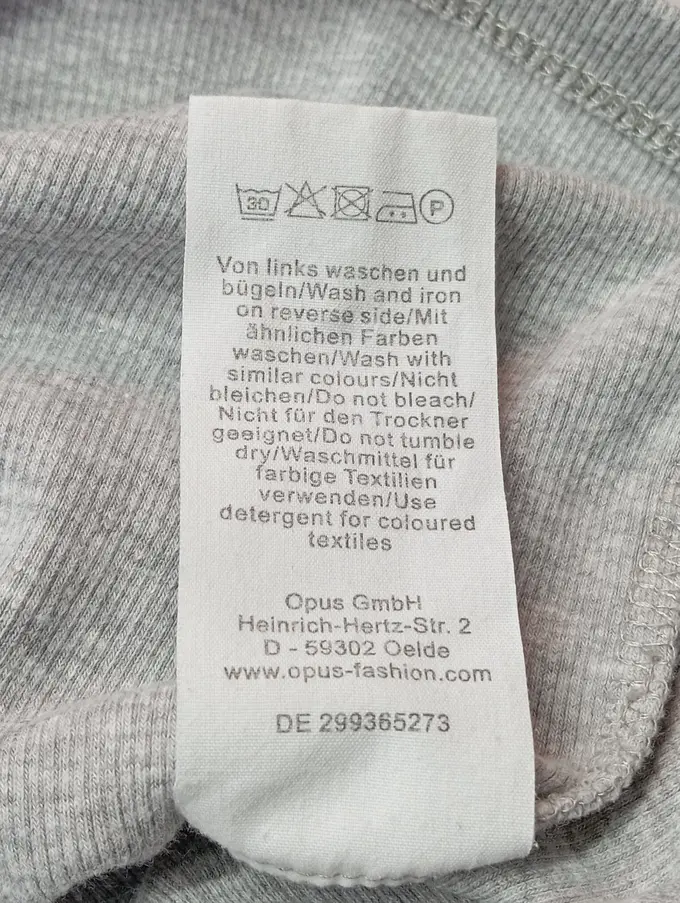 30 P
Von links waschen und
bügeln/Wash and iron
on reverse side/Mit
ähnlichen Farben
waschen/Wash with
similar colours/Nicht
bleichen/Do not bleach/
Nicht für den Trockner
geeignet/Do not tumble
dry/Waschmittel für
farbige Textilien
verwenden/Use
detergent for coloured
textiles
Opus GmbH
Heinrich-Hertz-Str. 2
D - 59302 Oelde
www.opus-fashion.com
DE 299365273